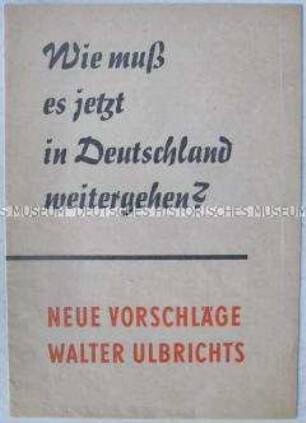 Wie muß
es jetzt
in Deutschland
weitergehen?
MUSEUM DEUTSCHES HISTORISCHES MUSEUM
NEUE VORSCHLÄGE
WALTER ULBRICHTS